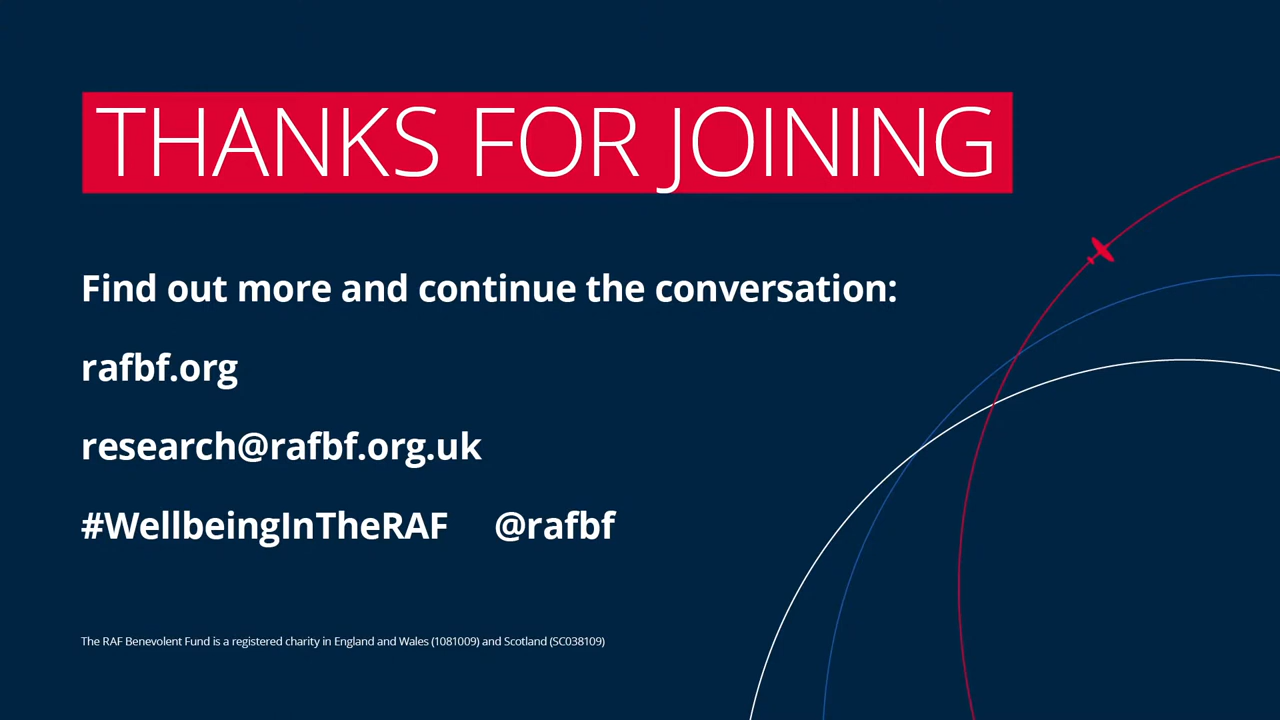 THANKS FOR JOINING
Find out more and continue the conversation:
rafbf.org
research@rafbf.org.uk
#WellbeingInTheRAF @rafbf
The RAF Benevolent Fund is a registered charity in England and Wales (1081009) and Scotland (SC038109)